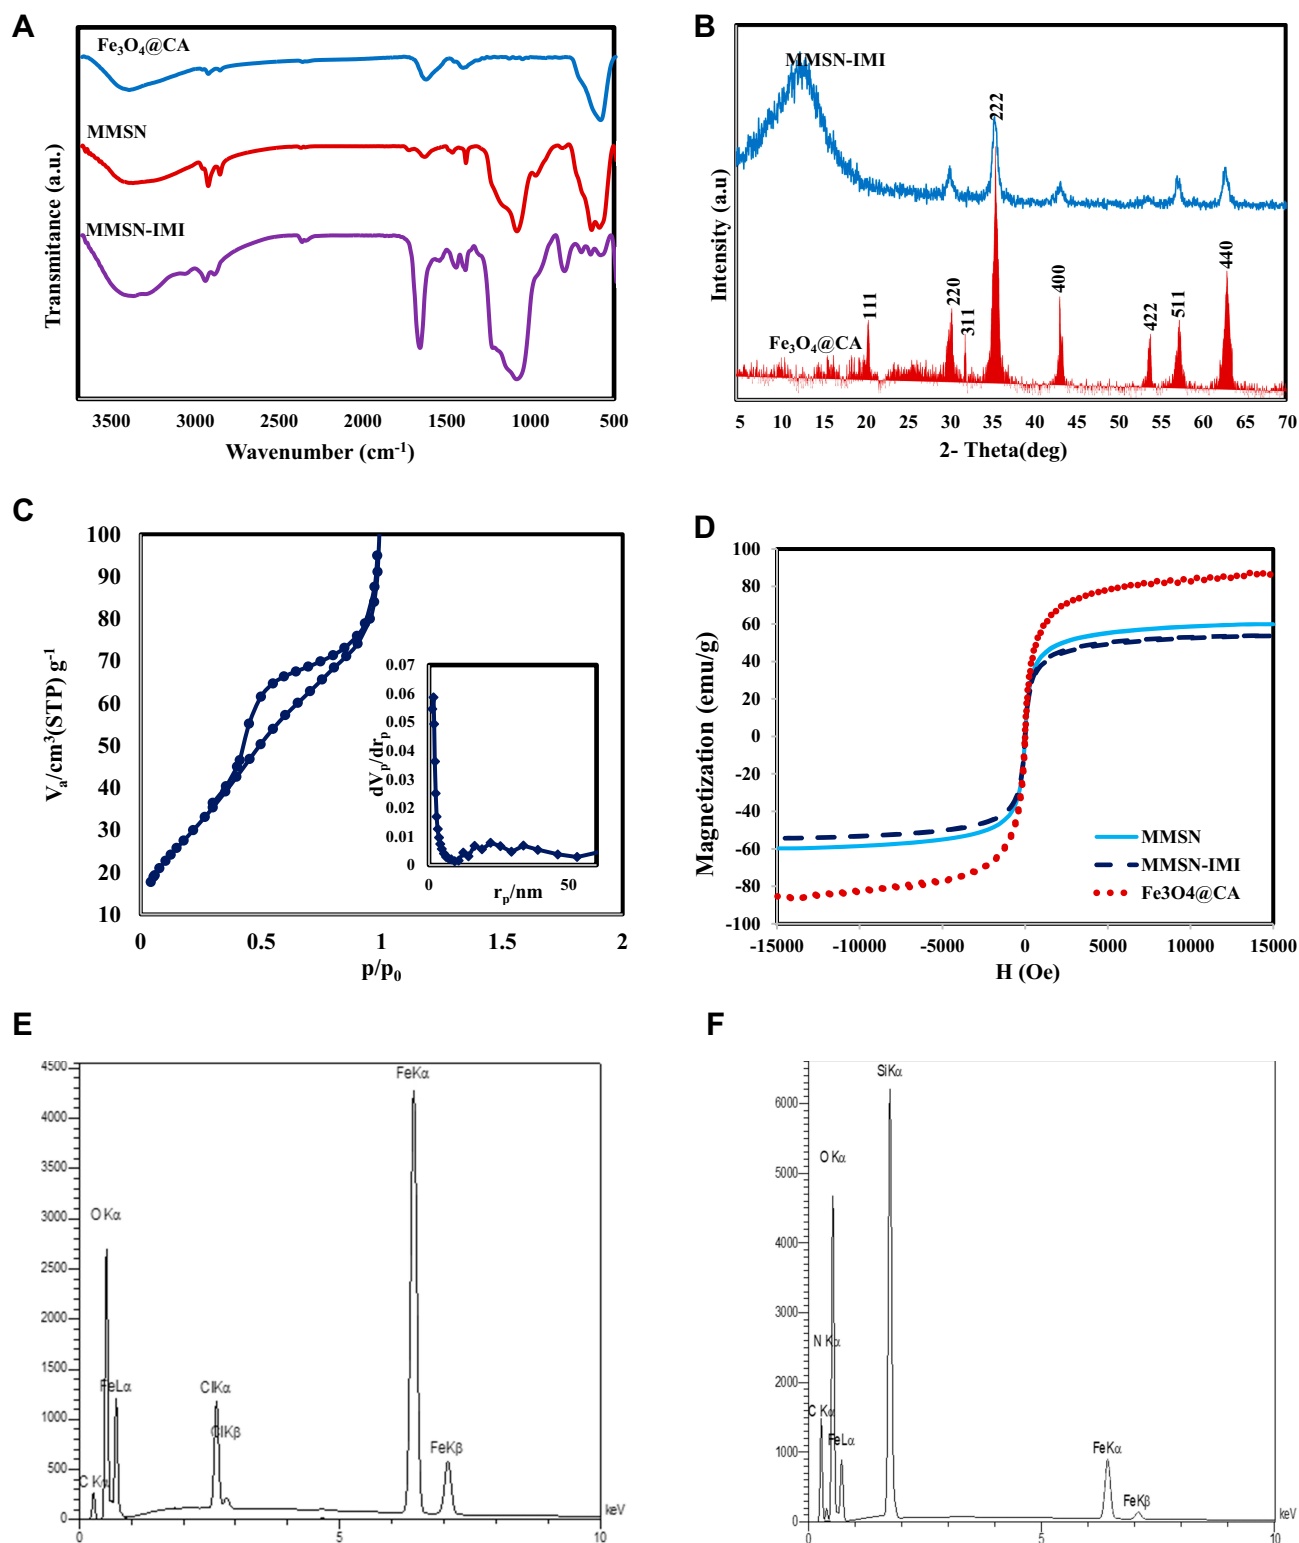 A
Fe₃O₄@CA
MMSN
MMSN-IMI
Transmitance (a.u.)
3500 3000 2500 2000 1500 1000 500
Wavenumber (cm⁻¹)
B
MMSN-IMI
222
111
220
311
400
422
511
440
Fe₃O₄@CA
Intensity (a.u)
5 10 15 20 25 30 35 40 45 50 55 60 65 70
2- Theta(deg)
C
100
90
80
70
60
50
40
30
20
10
Vₐ/cm³(STP) g⁻¹
0 0.5 1 1.5 2
p/p₀
0.07
0.06
0.05
0.04
0.03
0.02
0.01
0
dVₚ/drₚ
0 50
rₚ/nm
D
100
80
60
40
20
0
-20
-40
-60
-80
-100
Magnetization (emu/g)
-15000 -10000 -5000 0 5000 10000 15000
H (Oe)
MMSN
MMSN-IMI
Fe3O4@CA
E
4500
4000
3500
3000
2500
2000
1500
1000
500
0
C Kα
O Kα
FeLα
ClKα
ClKβ
FeKα
FeKβ
0 5 10
keV
F
6000
5000
4000
3000
2000
1000
0
SiKα
O Kα
N Kα
C Kα
FeLα
FeKα
FeKβ
0 5 10
keV